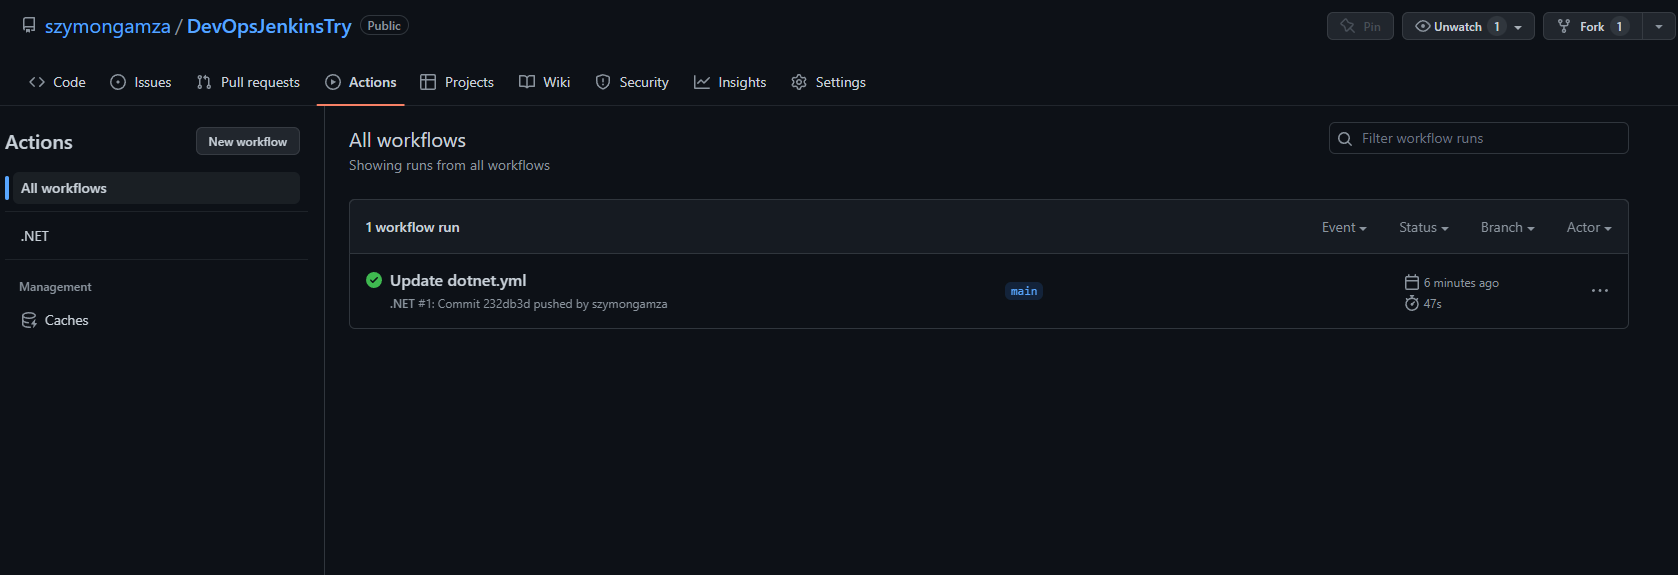 szymongamza / DevOpsJenkinsTry Public
Pin Unwatch 1 Fork 1
Code Issues Pull requests Actions Projects Wiki Security Insights Settings
Actions New workflow
All workflows
.NET
Management
Caches
All workflows
Showing runs from all workflows
Filter workflow runs
1 workflow run Event Status Branch Actor
Update dotnet.yml
.NET #1: Commit 232db3d pushed by szymongamza
main
6 minutes ago
47s